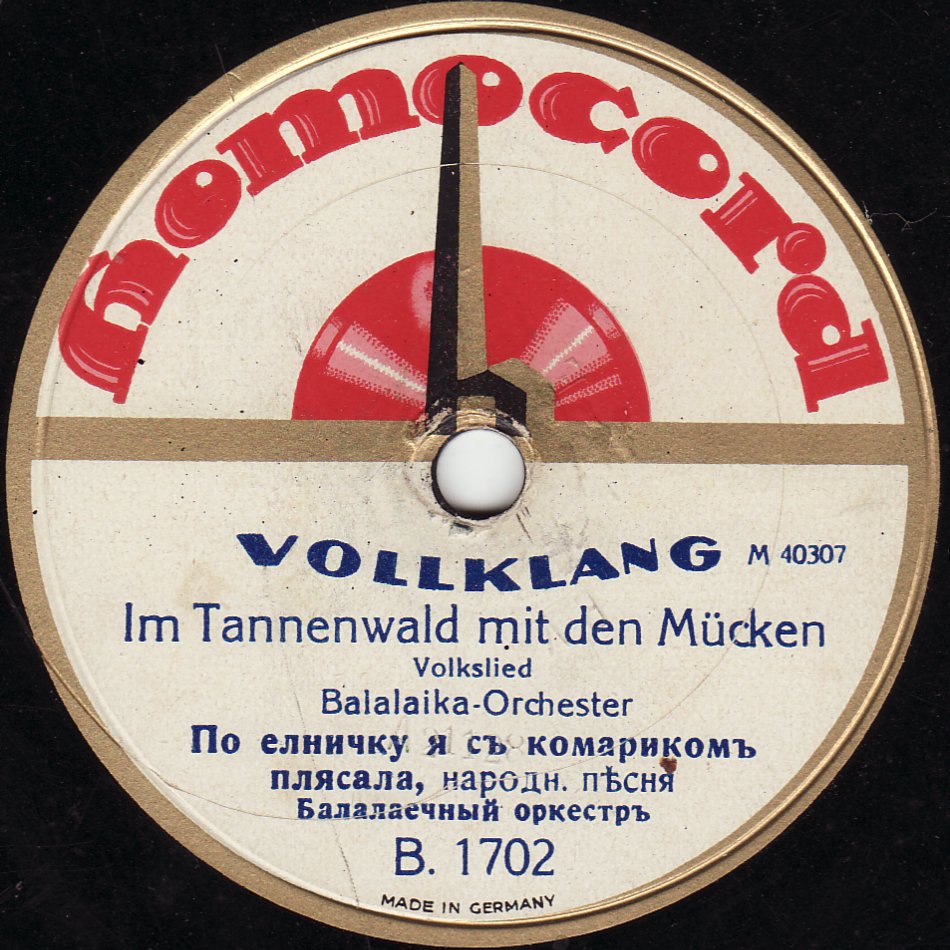 homocord
VOLLKLANG M 40307
Im Tannenwald mit den Mücken
Volkslied
Balalaika-Orchester
По елничку я съ комарикомъ
плясала, народн. пѣсня
Балалаечный оркестръ
B. 1702
MADE IN GERMANY